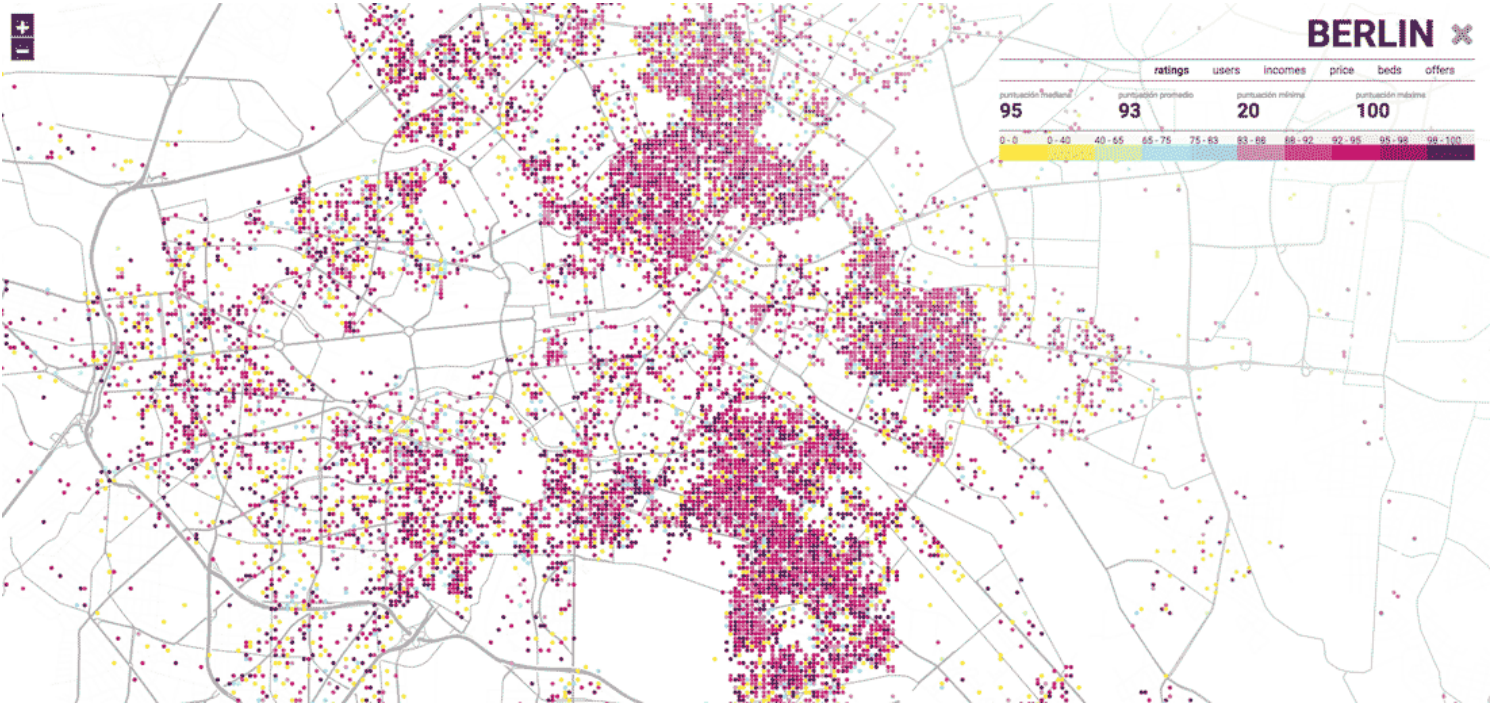 +
-
BERLIN ×
ratings users incomes price beds offers
puntuación mediana puntuación promedio puntuación mínima puntuación máxima
95 93 20 100
0 - 0 0 - 40 40 - 65 65 - 75 75 - 83 83 - 88 88 - 92 92 - 95 95 - 98 98 - 100